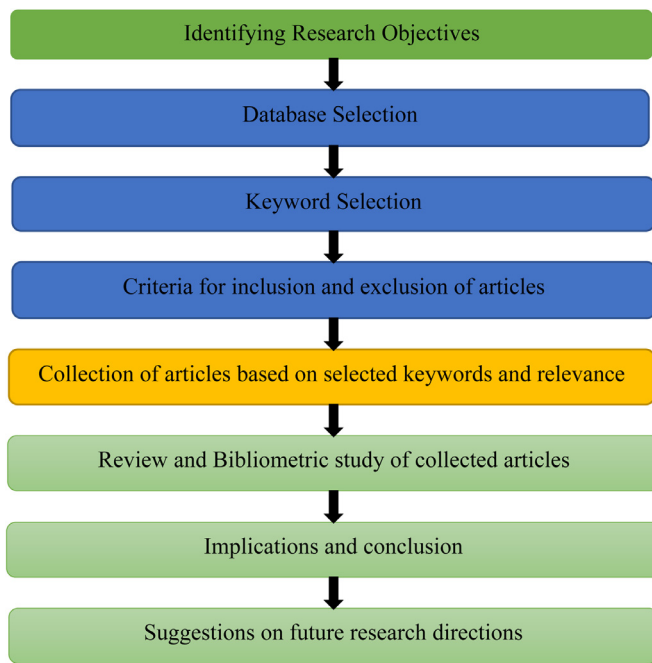 Identifying Research Objectives
Database Selection
Keyword Selection
Criteria for inclusion and exclusion of articles
Collection of articles based on selected keywords and relevance
Review and Bibliometric study of collected articles
Implications and conclusion
Suggestions on future research directions